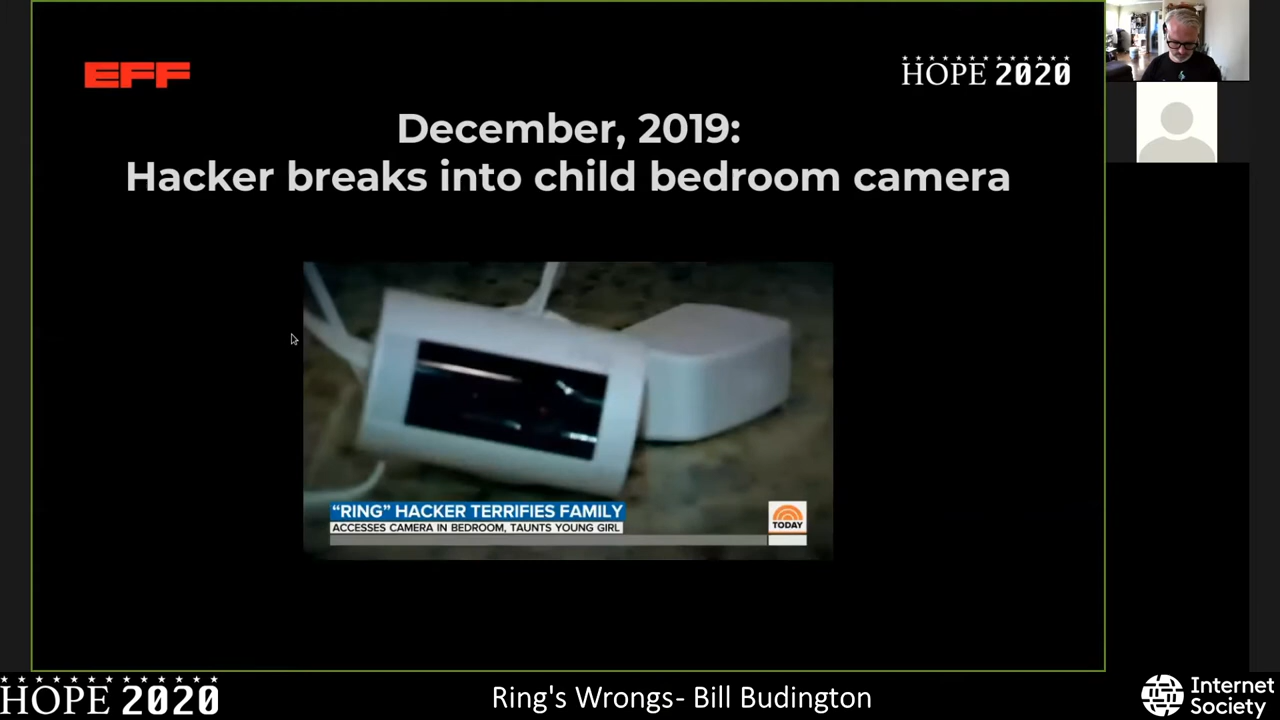 EFF
HOPE 2020
December, 2019:
Hacker breaks into child bedroom camera
“RING” HACKER TERRIFIES FAMILY
ACCESSES CAMERA IN BEDROOM, TAUNTS YOUNG GIRL
TODAY
HOPE 2020
Ring's Wrongs- Bill Budington
Internet
Society